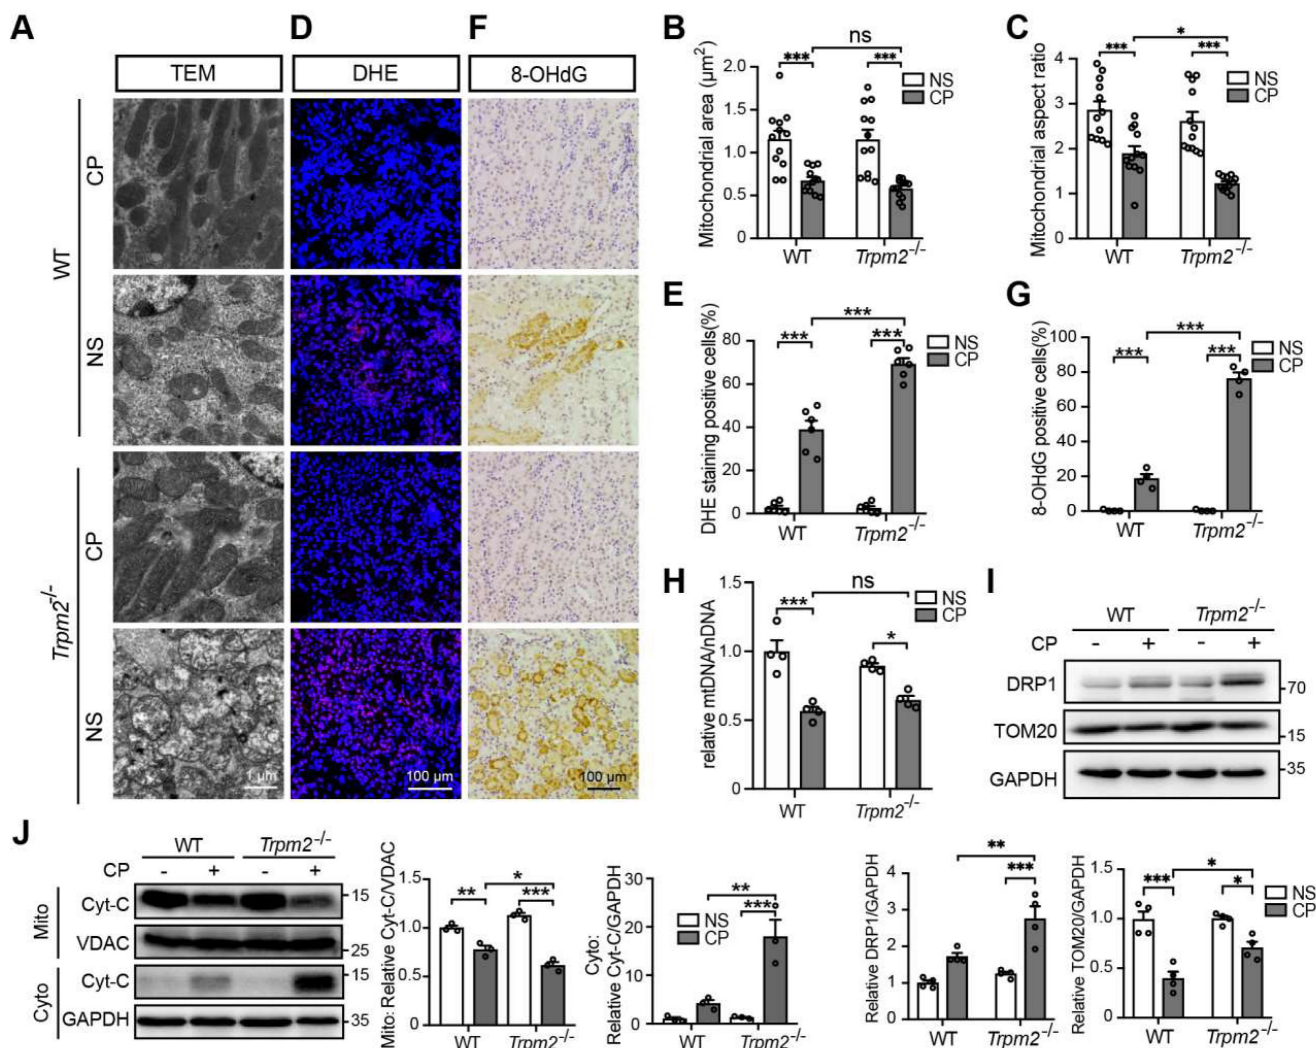 A
D
F
TEM
DHE
8-OHdG
WT
CP
NS
Trpm2-/-
CP
NS
1 μm
100 μm
100 μm
B
Mitochondrial area (μm2)
2.0
1.5
1.0
0.5
0
***
ns
***
NS
CP
WT
Trpm2-/-
C
Mitochondrial aspect ratio
4
3
2
1
0
***
*
***
NS
CP
WT
Trpm2-/-
E
DHE staining positive cells(%)
80
60
40
20
0
***
***
***
NS
CP
WT
Trpm2-/-
G
8-OHdG positive cells(%)
100
80
60
40
20
0
***
***
***
NS
CP
WT
Trpm2-/-
H
relative mtDNA/nDNA
1.5
1.0
0.5
0
***
ns
*
NS
CP
WT
Trpm2-/-
I
WT Trpm2-/-
CP - + - +
DRP1 -70
TOM20 -15
GAPDH -35
J
WT Trpm2-/-
CP - + - +
Mito
Cyt-C -15
VDAC -25
Cyto
Cyt-C -15
GAPDH -35
Mito: Relative Cyt-C/VDAC
1.5
1.0
0.5
0
**
*
***
WT
Trpm2-/-
Cyto:
Relative Cyt-C/GAPDH
30
20
10
0
**
***
NS
CP
WT
Trpm2-/-
Relative DRP1/GAPDH
4
3
2
1
0
**
***
WT
Trpm2-/-
Relative TOM20/GAPDH
1.5
1.0
0.5
0
***
*
*
NS
CP
WT
Trpm2-/-